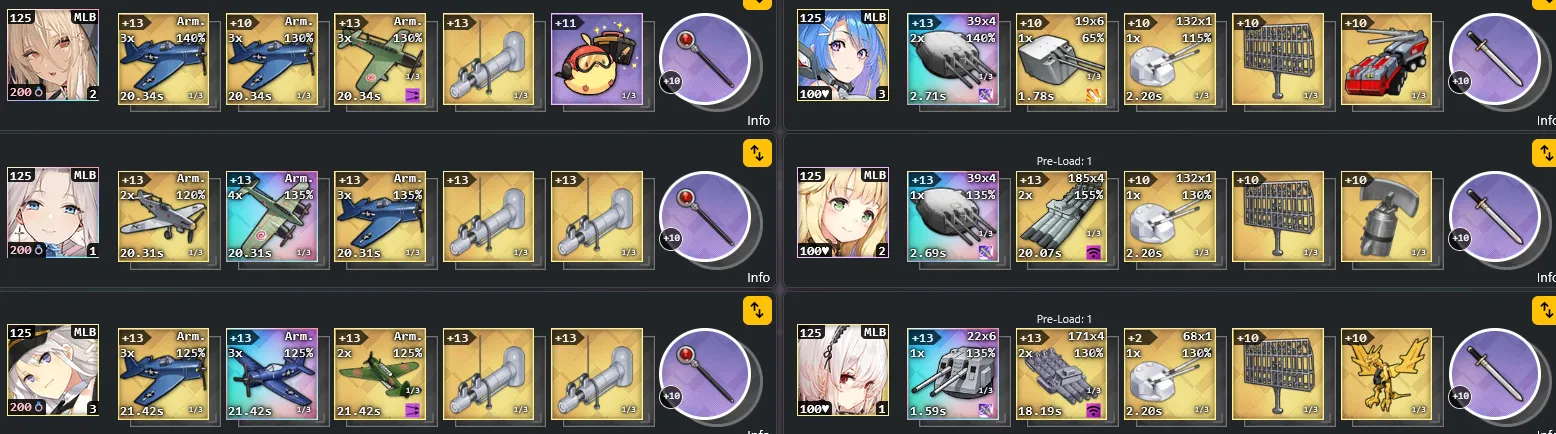 125 MLB
200 2
+13 Arm.
3x 140%
20.34s
+10 Arm.
3x 130%
20.34s
+13 Arm.
3x 130%
1/3
20.34s
+13
1/3
+11
1/3
+10
Info
125 MLB
100♥ 3
+13 39x4
2x 140%
2.71s
+10 19x6
1x 65%
1.78s
+10 132x1
1x 115%
2.20s 1/3
+10
1/3
+10
1/3
+10
Info
125 MLB
200 1
+13 Arm.
2x 120%
20.31s 1/3
+13 Arm.
4x 135%
20.31s 1/3
+13 Arm.
3x 135%
20.31s 1/3
+13
1/3
+13
1/3
+10
Info
Pre-Load: 1
125 MLB
100♥ 2
+13 39x4
1x 135%
2.69s
+13 185x4
2x 155%
1/3
20.07s
+10 132x1
1x 130%
2.20s 1/3
+10
1/3
+10
1/3
+10
Info
125 MLB
200 3
+13 Arm.
3x 125%
21.42s 1/3
+13 Arm.
3x 125%
21.42s 1/3
+13 Arm.
2x 125%
1/3
21.42s
+13
1/3
+13
1/3
+10
Info
Pre-Load: 1
125 MLB
100♥ 1
+13 22x6
1x 135%
1/3
1.59s
+13 171x4
2x 130%
1/3
18.19s
+2 68x1
1x 130%
2.20s 1/3
+10
1/3
+10
1/3
+10
Info